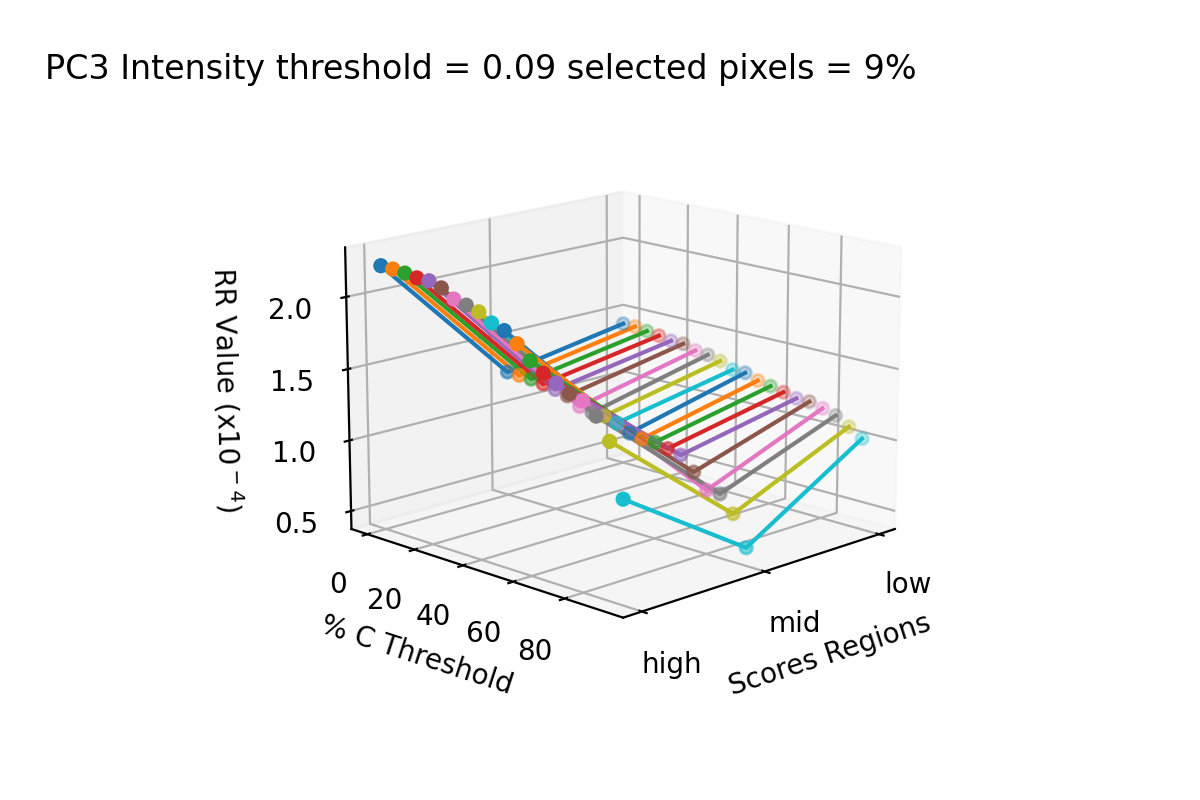 PC3 Intensity threshold = 0.09 selected pixels = 9%
RR Value (x10⁻⁴)
2.0
1.5
1.0
0.5
0
20
40
60
80
% C Threshold
high
mid
low
Scores Regions